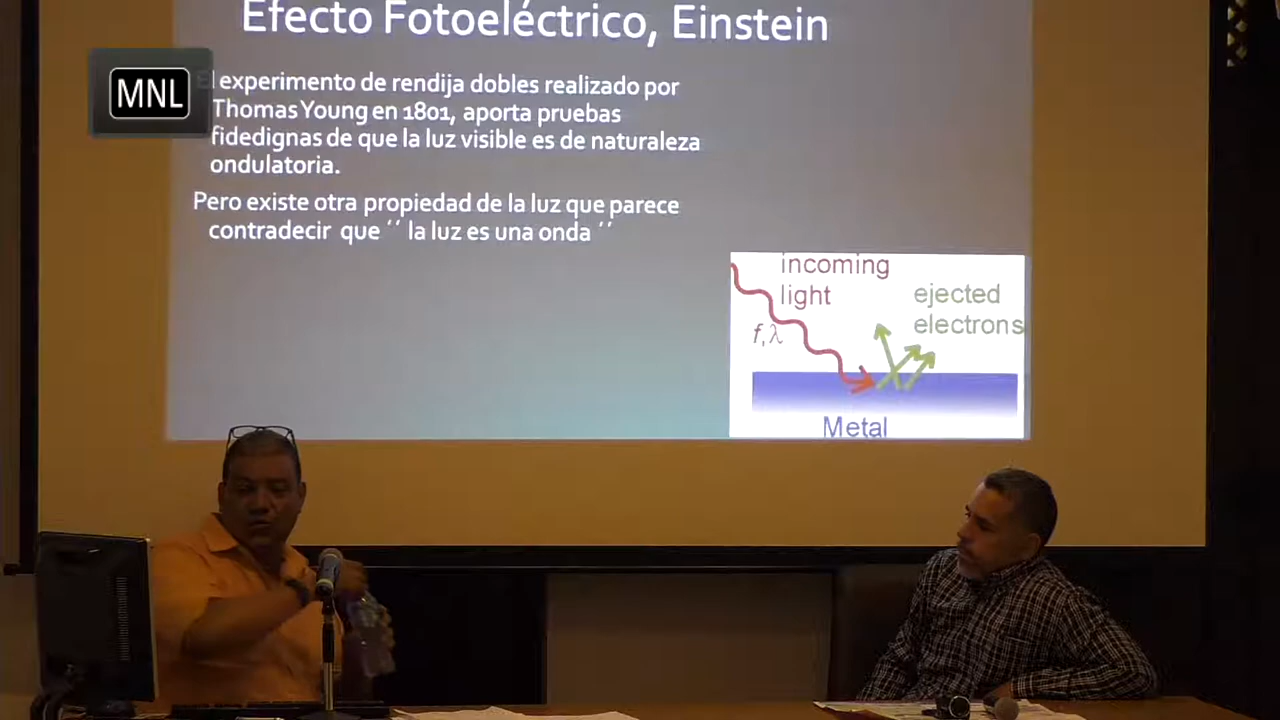 Efecto Fotoeléctrico, Einstein
MNL
El experimento de rendija dobles realizado por
Thomas Young en 1801, aporta pruebas
fidedignas de que la luz visible es de naturaleza
ondulatoria.
Pero existe otra propiedad de la luz que parece
contradecir que ´´ la luz es una onda ´´
incoming
light
ejected
electrons
f,λ
Metal